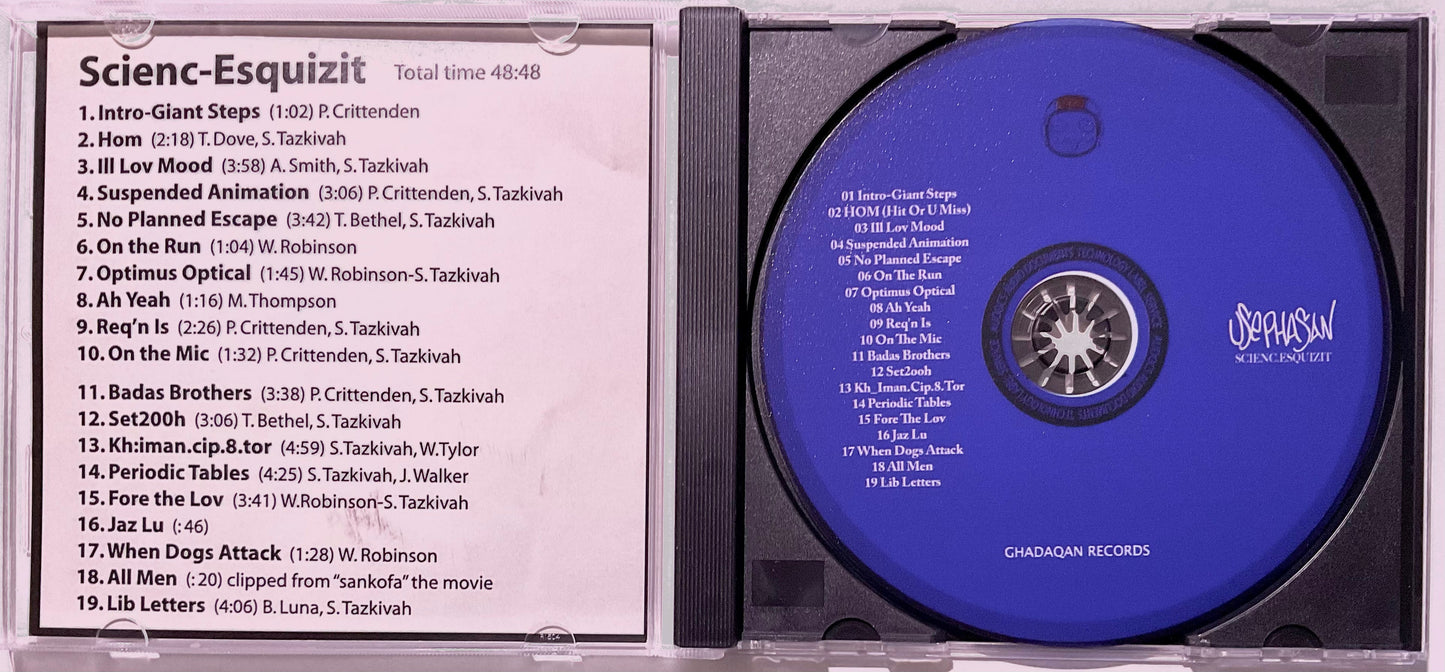 Scienc-Esquizit Total time 48:48
1. Intro-Giant Steps (1:02) P. Crittenden
2. Hom (2:18) T. Dove, S. Tazkivah
3. Ill Lov Mood (3:58) A. Smith, S. Tazkivah
4. Suspended Animation (3:06) P. Crittenden, S. Tazkivah
5. No Planned Escape (3:42) T. Bethel, S. Tazkivah
6. On the Run (1:04) W. Robinson
7. Optimus Optical (1:45) W. Robinson-S. Tazkivah
8. Ah Yeah (1:16) M. Thompson
9. Req'n Is (2:26) P. Crittenden, S. Tazkivah
10. On the Mic (1:32) P. Crittenden, S. Tazkivah
11. Badas Brothers (3:38) P. Crittenden, S. Tazkivah
12. Set200h (3:06) T. Bethel, S. Tazkivah
13. Kh:iman.cip.8.tor (4:59) S. Tazkivah, W. Tylor
14. Periodic Tables (4:25) S. Tazkivah, J. Walker
15. Fore the Lov (3:41) W. Robinson-S. Tazkivah
16. Jaz Lu (:46)
17. When Dogs Attack (1:28) W. Robinson
18. All Men (:20) clipped from "sankofa" the movie
19. Lib Letters (4:06) B. Luna, S. Tazkivah
01 Intro-Giant Steps
02 HOM (Hit Or U Miss)
03 Ill Lov Mood
04 Suspended Animation
05 No Planned Escape
06 On The Run
07 Optimus Optical
08 Ah Yeah
09 Req'n Is
10 On The Mic
11 Badas Brothers
12 Set2ooh
13 Kh_Iman.Cip.8.Tor
14 Periodic Tables
15 Fore The Lov
16 Jaz Lu
17 When Dogs Attack
18 All Men
19 Lib Letters
USEPHASAN
SCIENC.ESQUIZIT
GHADAQAN RECORDS